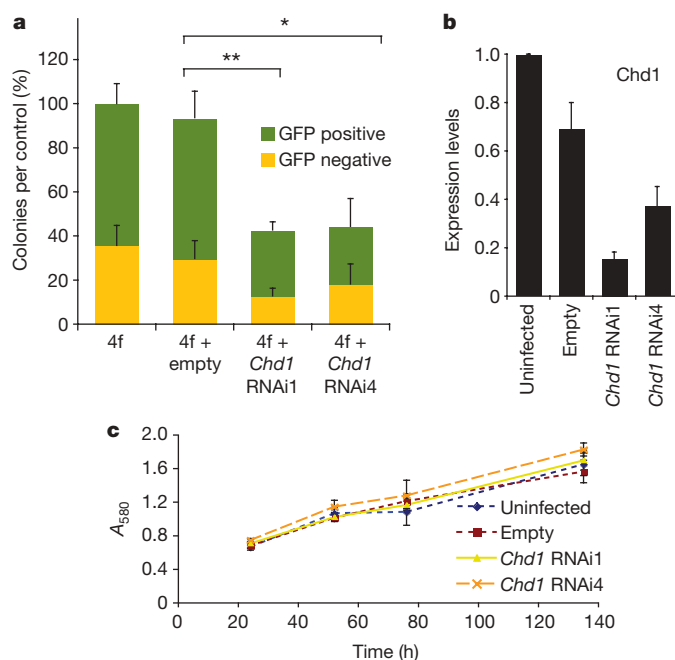 a
Colonies per control (%)
120
100
80
60
40
20
0
*
**
GFP positive
GFP negative
4f
4f +
empty
4f +
Chd1
RNAi1
4f +
Chd1
RNAi4
b
Chd1
Expression levels
1.0
0.8
0.6
0.4
0.2
0
Uninfected
Empty
Chd1 RNAi1
Chd1 RNAi4
c
A580
2.0
1.6
1.2
0.8
0.4
0
Uninfected
Empty
Chd1 RNAi1
Chd1 RNAi4
0 20 40 60 80 100 120 140
Time (h)